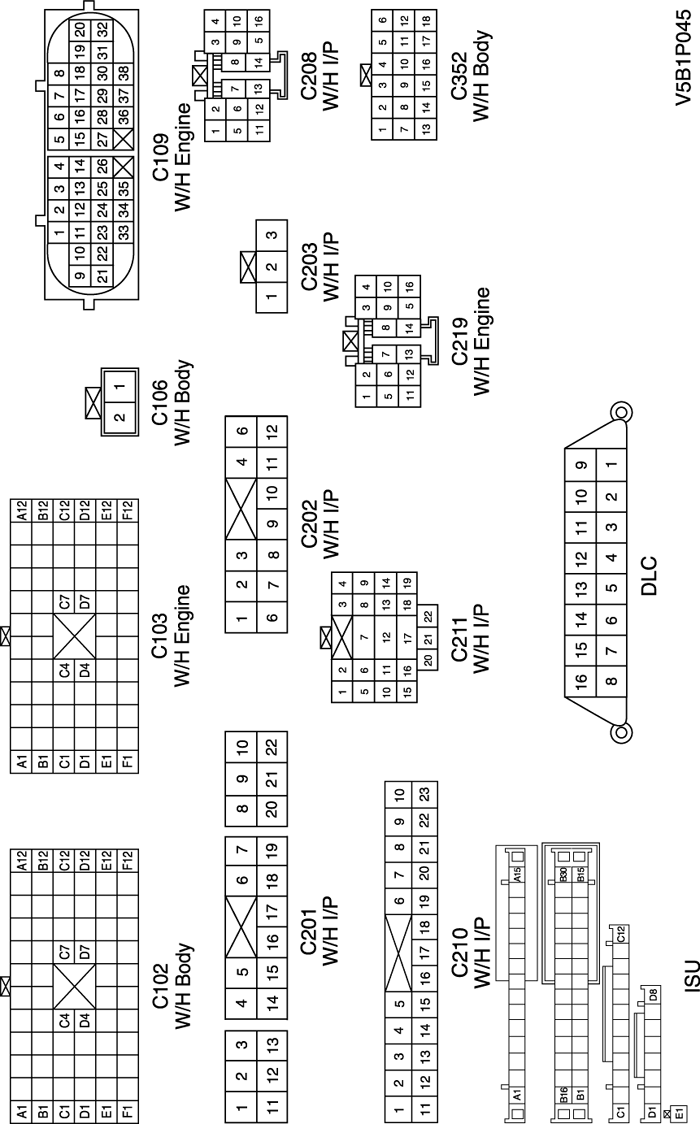 A1 A12
B1 B12
C1 C4 C7 C12
D1 D4 D7 D12
E1 E12
F1 F12
C102
W/H Body
A1 A12
B1 B12
C1 C4 C7 C12
D1 D4 D7 D12
E1 E12
F1 F12
C103
W/H Engine
2 1
C106
W/H Body
1 2 3 4 5 6 7 8
9 10 11 12 13 14 15 16 17 18 19 20
21 22 23 24 25 26 27 28 29 30 31 32
33 34 35 36 37 38
C109
W/H Engine
1 2 3 4 5 6 7 8 9 10
11 12 13 14 15 16 17 18 19 20 21 22
C201
W/H I/P
1 2 3 4 6
6 7 8 9 10 11 12
C202
W/H I/P
1 2 3
C203
W/H I/P
1 2 3 4
5 6 7 8 9 10
11 12 13 14 5 16
C208
W/H I/P
1 2 3 4 5 6 7 8 9 10
11 12 13 14 15 16 17 18 19 20 21 22 23
C210
W/H I/P
1 2 3 4
5 6 7 8 9
10 11 12 13 14
15 16 17 18 19
20 21 22
C211
W/H I/P
1 2 3 4
5 6 7 8 9 10
11 12 13 14 5 16
C219
W/H Engine
1 2 3 4 5 6
7 8 9 10 11 12
13 14 15 16 17 18
C352
W/H Body
A1 A15
B16 B30
B1 B15
C1 C12
D1 D8
E1
ISU
16 15 14 13 12 11 10 9
8 7 6 5 4 3 2 1
DLC
V5B1P045